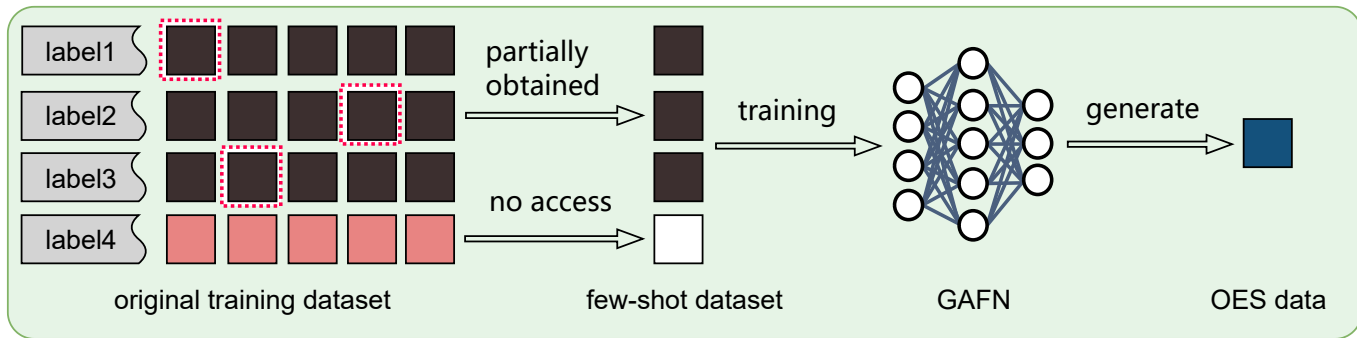 label1
label2
label3
label4
partially
obtained
no access
training
generate
original training dataset
few-shot dataset
GAFN
OES data